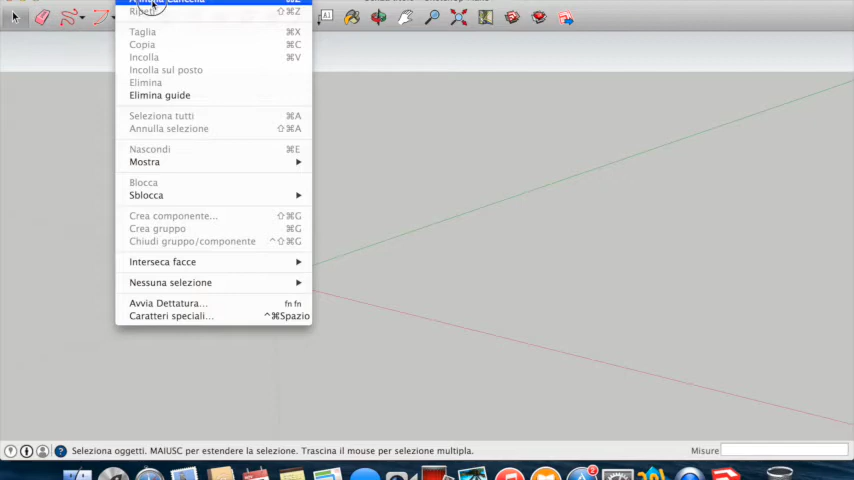 Ripeti ⇧⌘Z
Taglia ⌘X
Copia ⌘C
Incolla ⌘V
Incolla sul posto
Elimina
Elimina guide
Seleziona tutti ⌘A
Annulla selezione ⇧⌘A
Nascondi ⌘E
Mostra
Blocca
Sblocca
Crea componente... ⇧⌘G
Crea gruppo ⌘G
Chiudi gruppo/componente ^⇧⌘G
Interseca facce
Nessuna selezione
Avvia Dettatura... fn fn
Caratteri speciali... ^⌘Spazio
Seleziona oggetti. MAIUSC per estendere la selezione. Trascina il mouse per selezione multipla. Misure
2